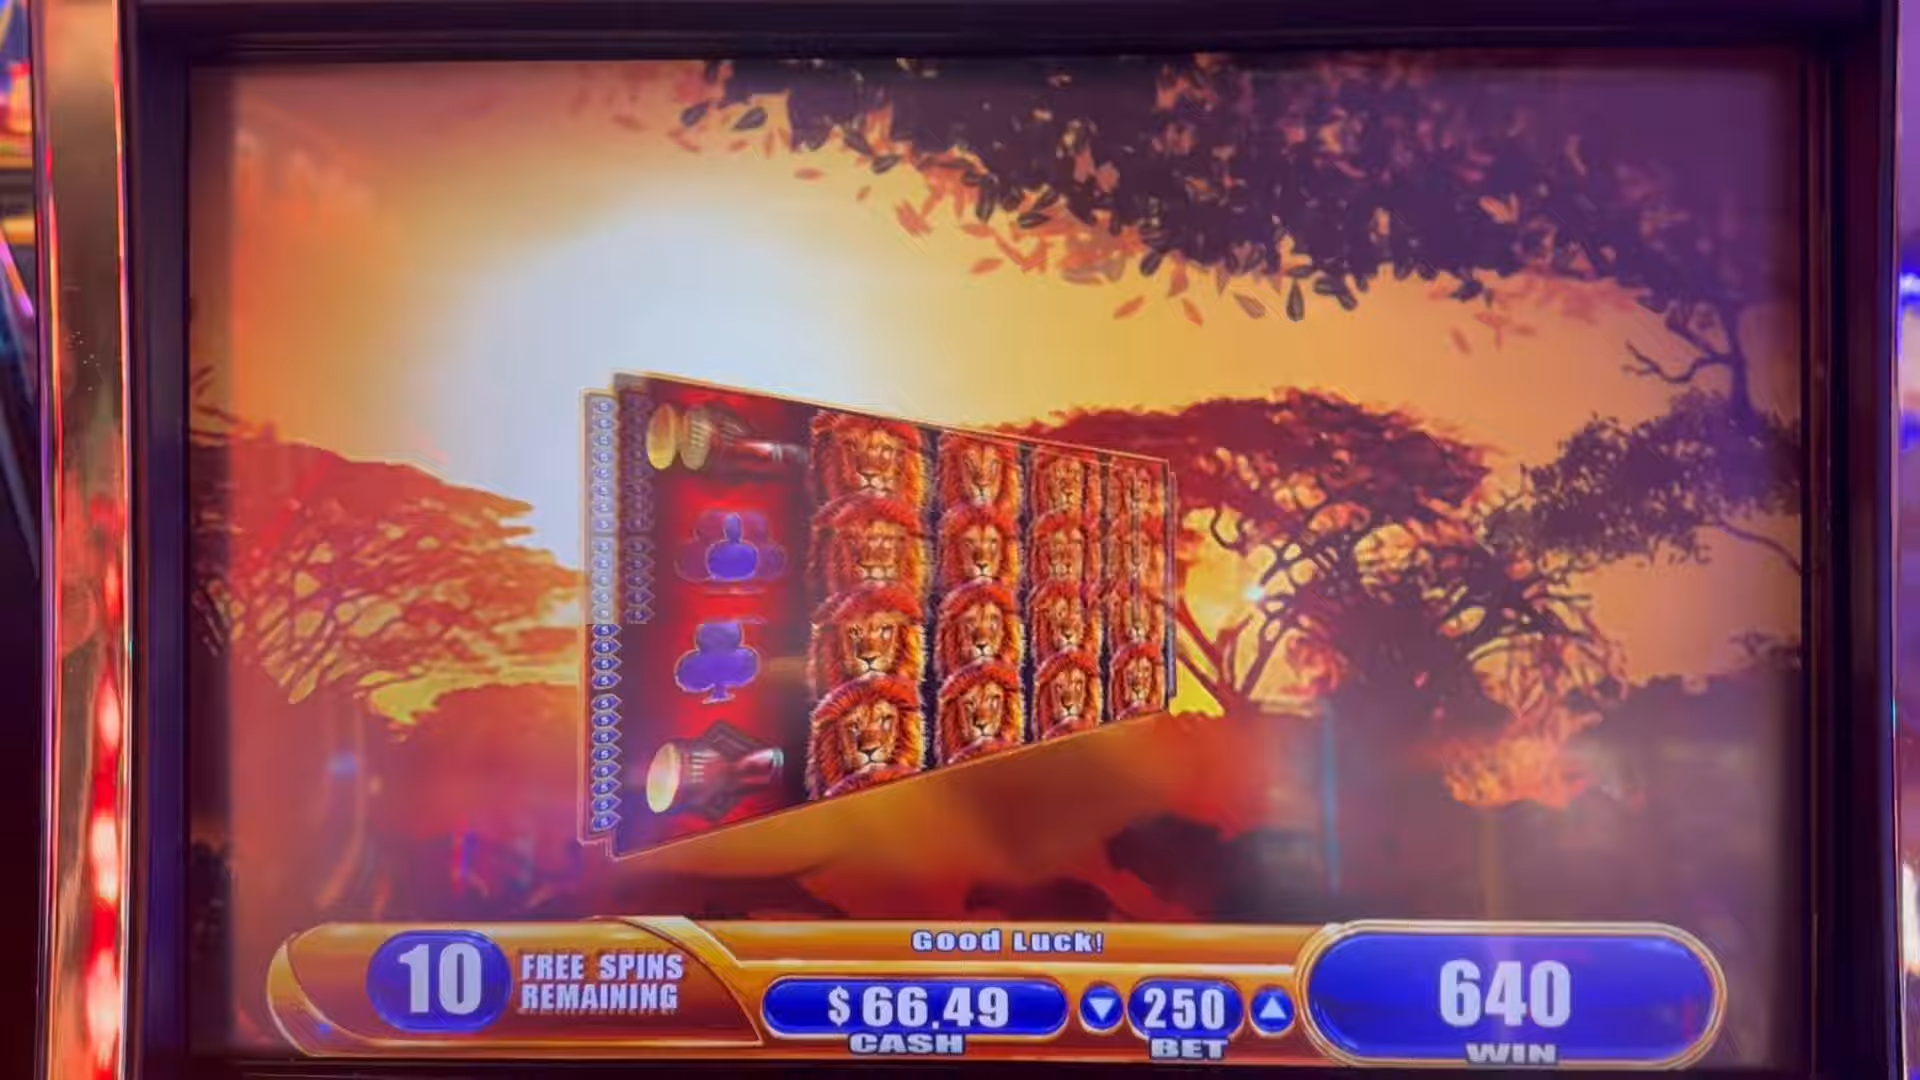 Good Luck!
10
FREE SPINS
REMAINING
$66.49
CASH
250
BET
640
WIN